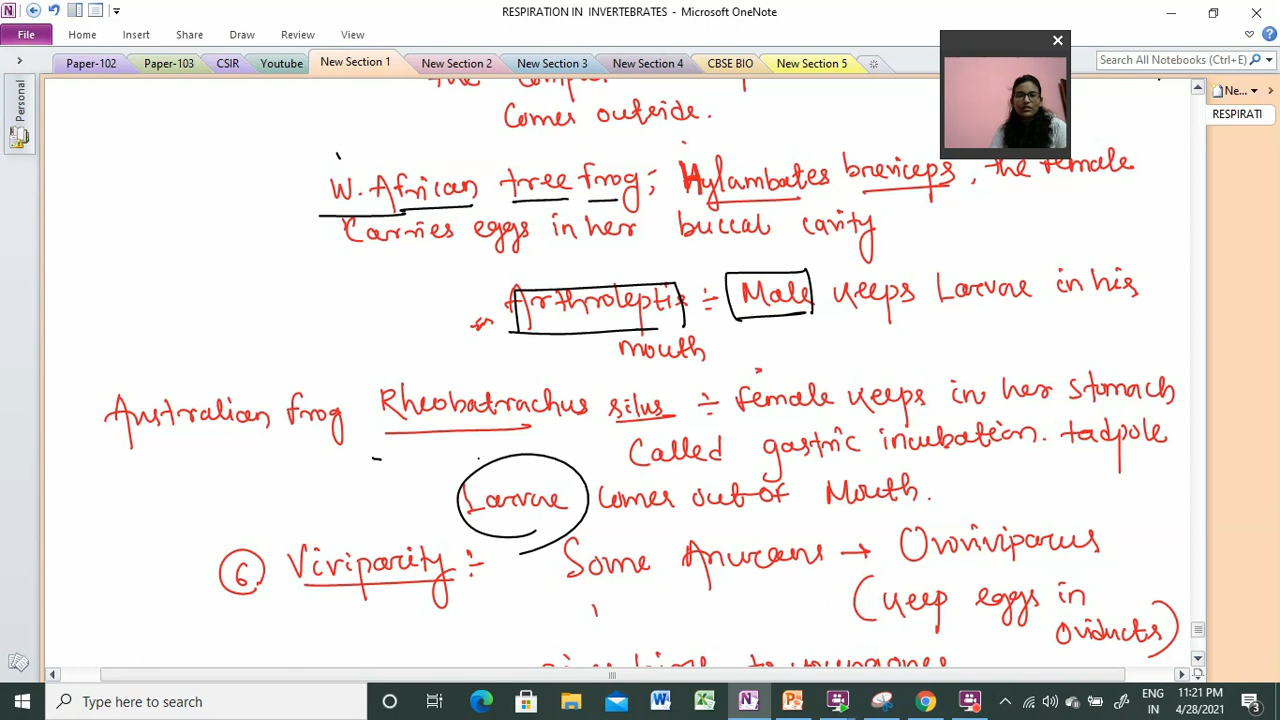 RESPIRATION IN INVERTEBRATES - Microsoft OneNote
File Home Insert Share Draw Review View
Paper-102 Paper-103 CSIR Youtube New Section 1 New Section 2 New Section 3 New Section 4 CBSE BIO New Section 5
Search All Notebooks (Ctrl+E)
Personal
Ne...
RESPIRATI
the
comes outside.
W. African tree frog; Hylambates breviceps, the female
Carries eggs in her buccal cavity
Arthroleptis ÷ Male keeps Larvae in his
mouth
Australian frog Rheobatrachus silus ÷ female keeps in her stomach
Called gastric incubation. tadpole
Larvae comes out of Mouth.
⑥ Viviparity ÷ Some Anurans → Ovoviviparus
(keep eggs in
oviducts)
Type here to search
ENG
IN
11:21 PM
4/28/2021
3